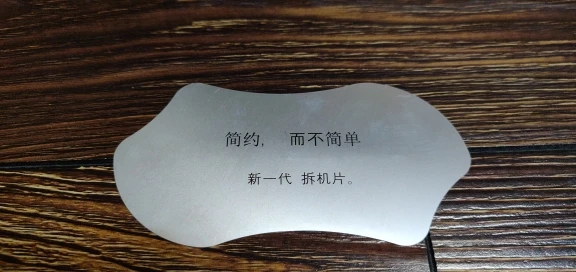 简约, 而不简单
新一代 拆机片。